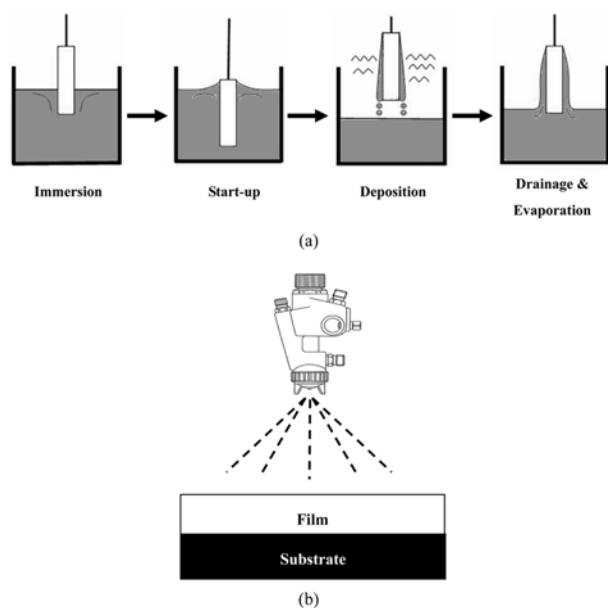 Immersion
Start-up
Deposition
Drainage &
Evaporation
(a)
Film
Substrate
(b)